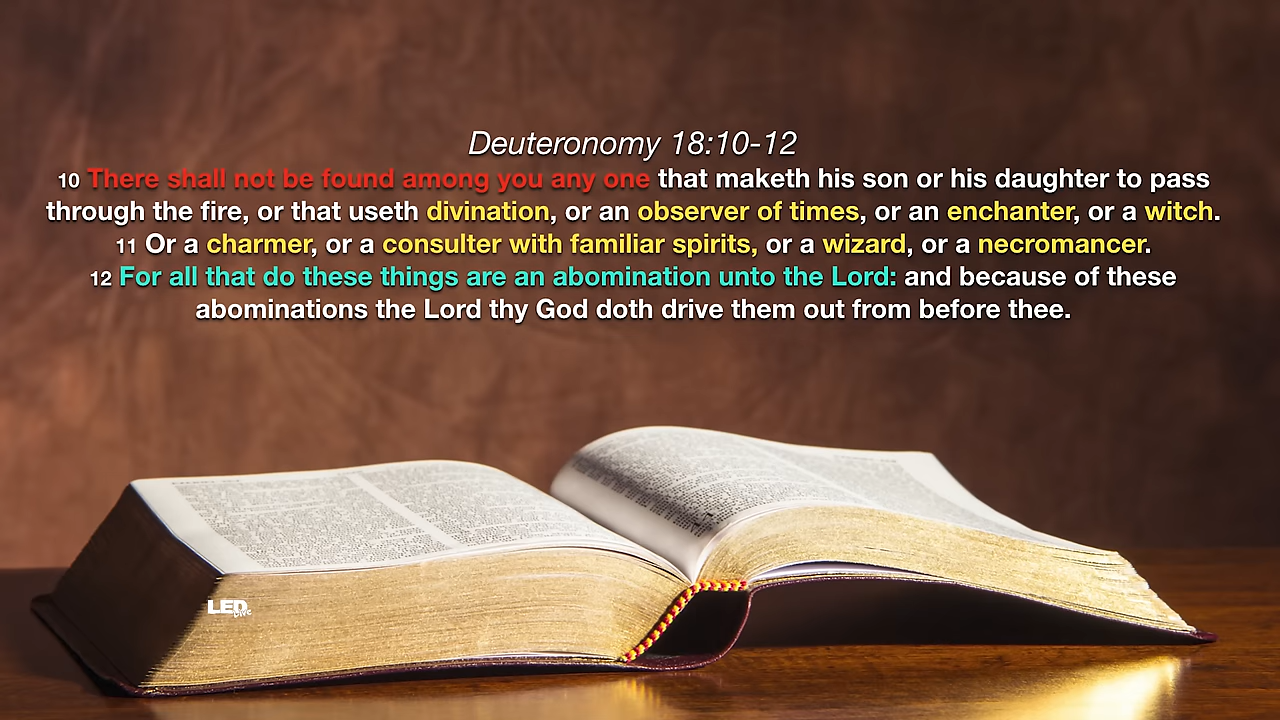 Deuteronomy 18:10-12
10 There shall not be found among you any one that maketh his son or his daughter to pass
through the fire, or that useth divination, or an observer of times, or an enchanter, or a witch.
11 Or a charmer, or a consulter with familiar spirits, or a wizard, or a necromancer.
12 For all that do these things are an abomination unto the Lord: and because of these
abominations the Lord thy God doth drive them out from before thee.
LED
Live